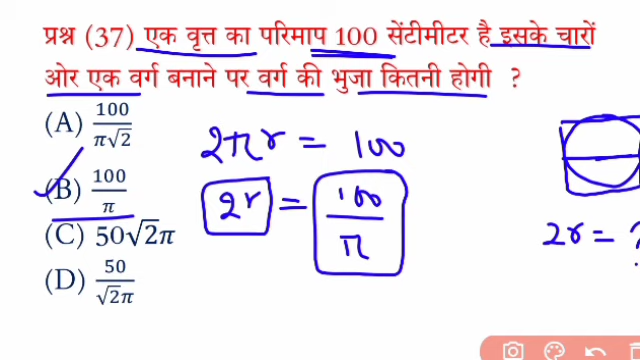 प्रश्न (37) एक वृत्त का परिमाप 100 सेंटीमीटर है इसके चारों
ओर एक वर्ग बनाने पर वर्ग की भुजा कितनी होगी ?
(A) 100/π√2
(B) 100/π
(C) 50√2π
(D) 50/√2π
2πr = 100
2r = 100/π
2r = ?